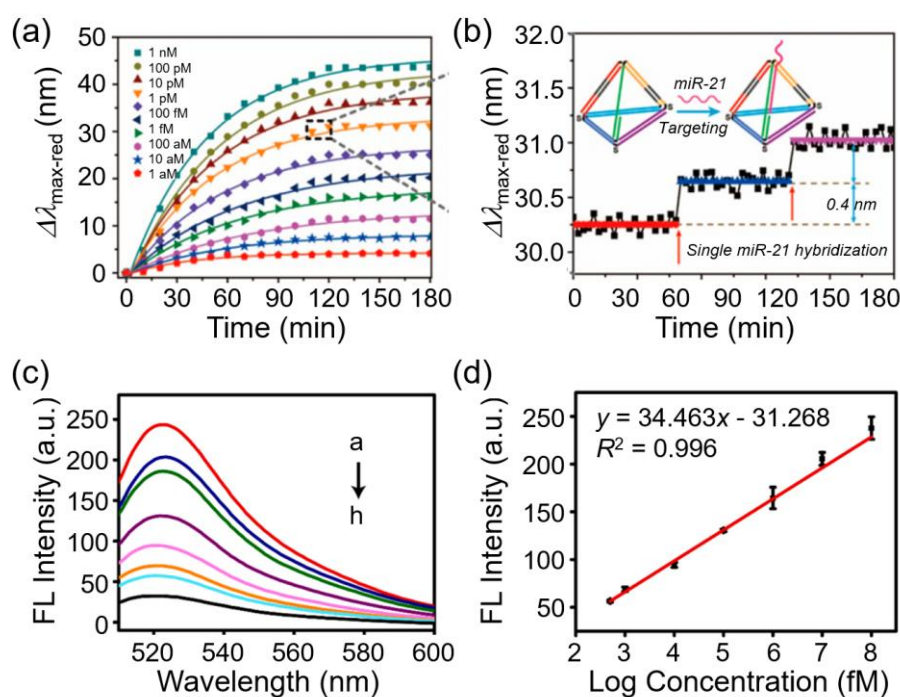 (a)
50
40
30
20
10
0
Δλmax-red (nm)
1 nM
100 pM
10 pM
1 pM
100 fM
1 fM
100 aM
10 aM
1 aM
0 30 60 90 120 150 180
Time (min)
(b)
32.0
31.5
31.0
30.5
30.0
Δλmax-red (nm)
miR-21
Targeting
S S S
S S S
0.4 nm
Single miR-21 hybridization
0 30 60 90 120 130 180
Time (min)
(c)
250
200
150
100
50
0
FL Intensity (a.u.)
a
h
520 540 560 580 600
Wavelength (nm)
(d)
250
200
150
100
50
FL Intensity (a.u.)
y = 34.463x - 31.268
R² = 0.996
2 3 4 5 6 7 8
Log Concentration (fM)